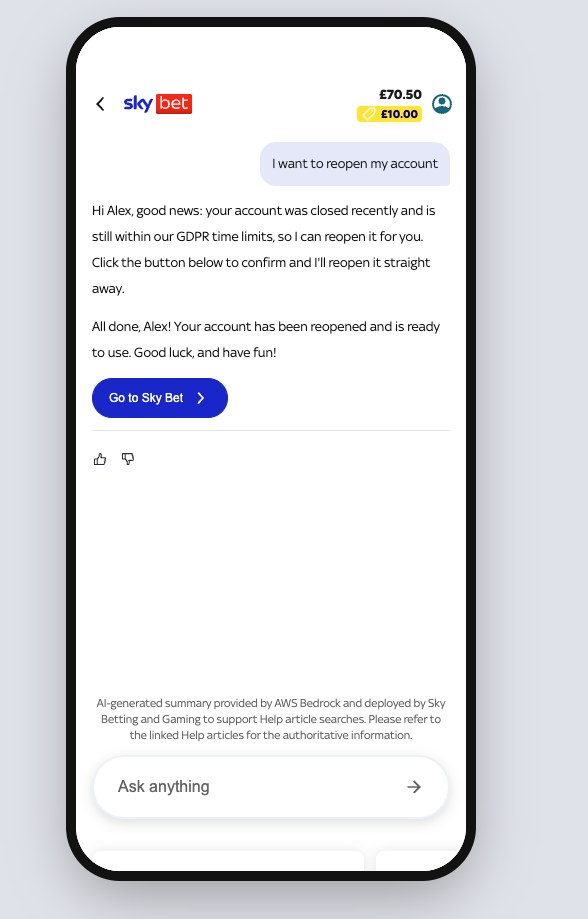 sky bet
£70.50
£10.00
I want to reopen my account
Hi Alex, good news: your account was closed recently and is
still within our GDPR time limits, so I can reopen it for you.
Click the button below to confirm and I'll reopen it straight
away.
All done, Alex! Your account has been reopened and is ready
to use. Good luck, and have fun!
Go to Sky Bet
AI-generated summary provided by AWS Bedrock and deployed by Sky
Betting and Gaming to support Help article searches. Please refer to
the linked Help articles for the authoritative information.
Ask anything